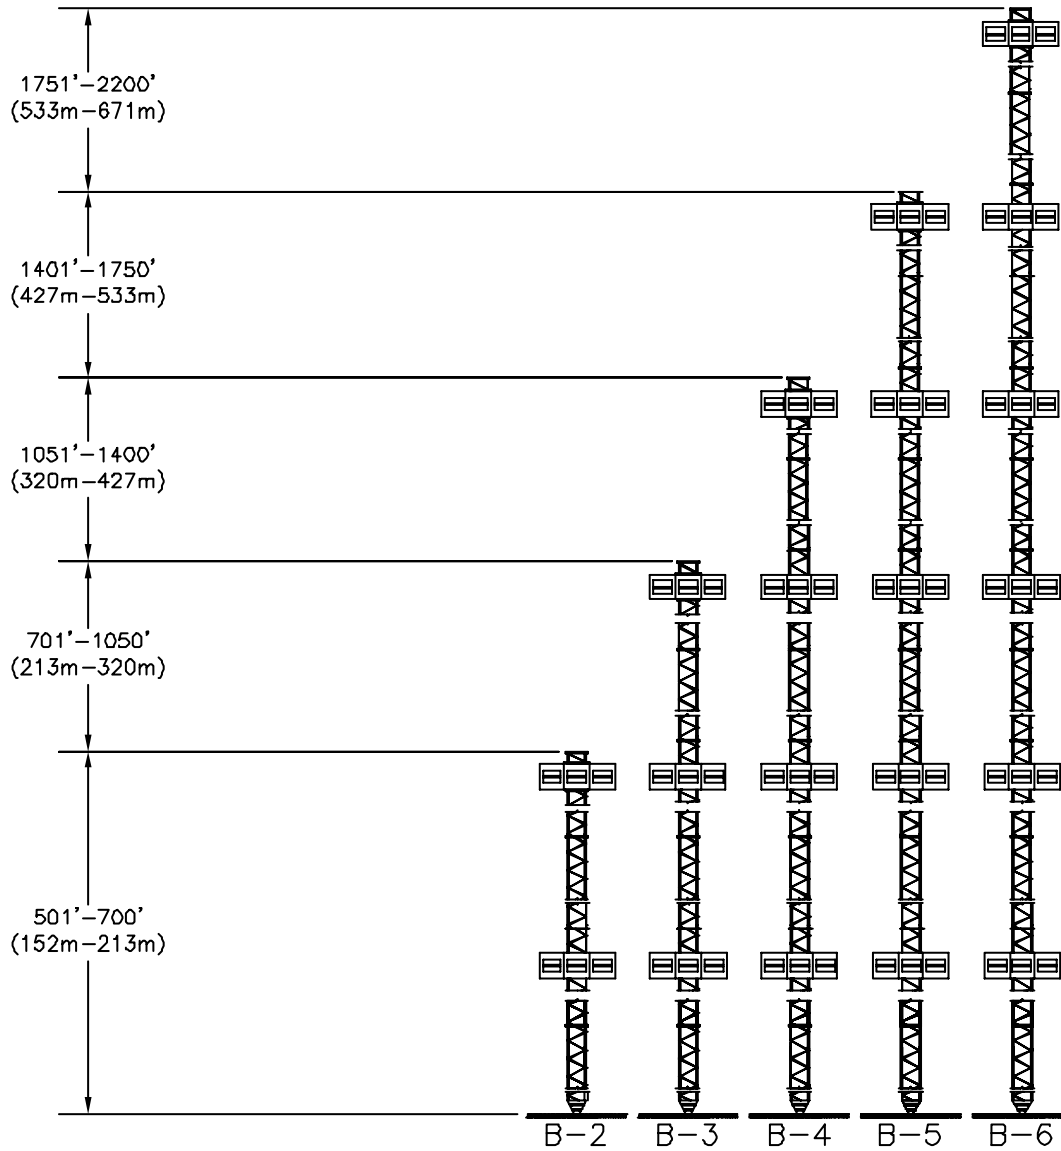 1751'-2200'
(533m-671m)
1401'-1750'
(427m-533m)
1051'-1400'
(320m-427m)
701'-1050'
(213m-320m)
501'-700'
(152m-213m)
B-2 B-3 B-4 B-5 B-6